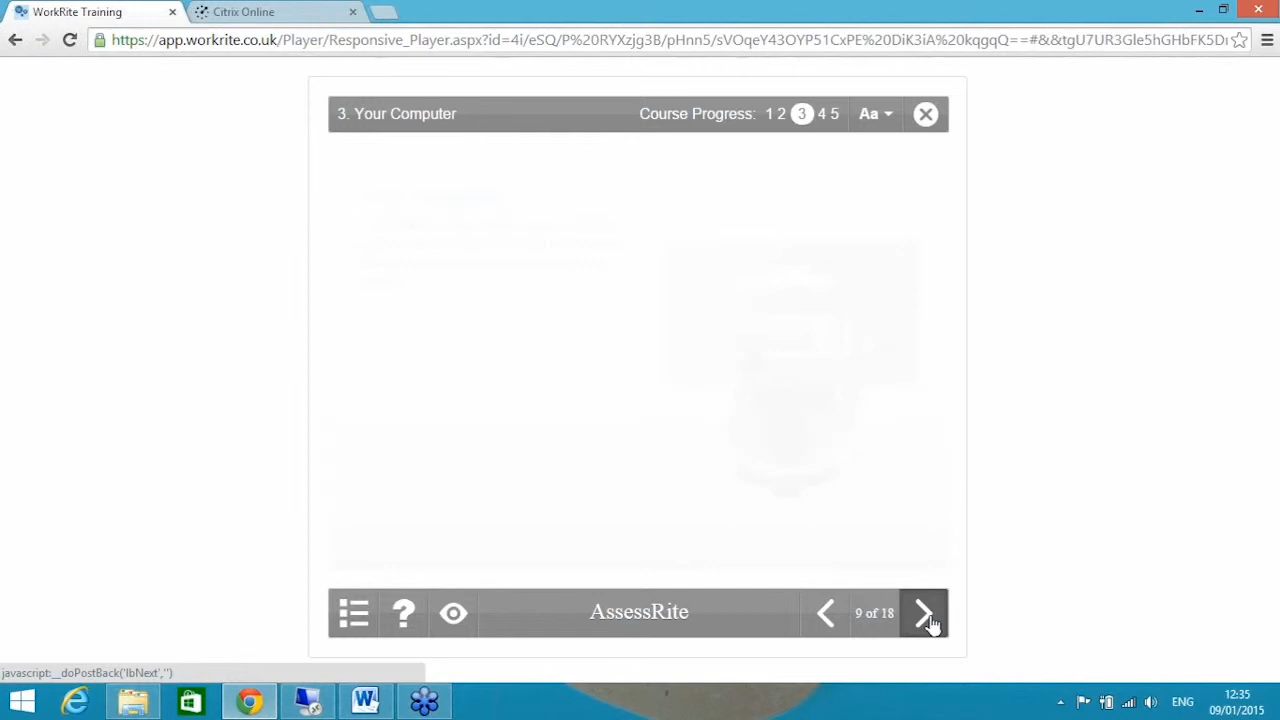 WorkRite Training
Citrix Online
https://app.workrite.co.uk/Player/Responsive_Player.aspx?id=4i/eSQ/P%20RYXzjg3B/pHnn5/sVOqeY43OYP51CxPE%20DiK3iA%20kqgqQ==#&&tgU7UR3Gle5hGHbFK5D
3. Your Computer
Course Progress: 1 2 3 4 5
Aa
? AssessRite 9 of 18
javascript:__doPostBack('lbNext','')
ENG
12:35
09/01/2015